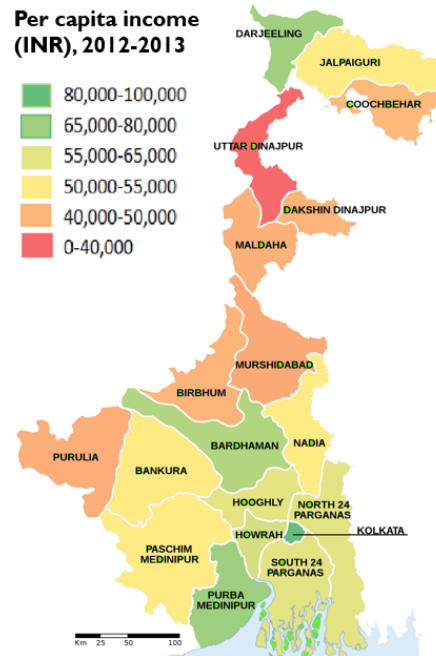 Per capita income
(INR), 2012-2013
80,000-100,000
65,000-80,000
55,000-65,000
50,000-55,000
40,000-50,000
0-40,000
DARJEELING
JALPAIGURI
COOCHBEHAR
UTTAR DINAJPUR
DAKSHIN DINAJPUR
MALDAHA
MURSHIDABAD
BIRBHUM
NADIA
BARDHAMAN
PURULIA
BANKURA
HOOGHLY
NORTH 24
PARGANAS
KOLKATA
HOWRAH
PASCHIM
MEDINIPUR
SOUTH 24
PARGANAS
PURBA
MEDINIPUR
Km 25 50 100